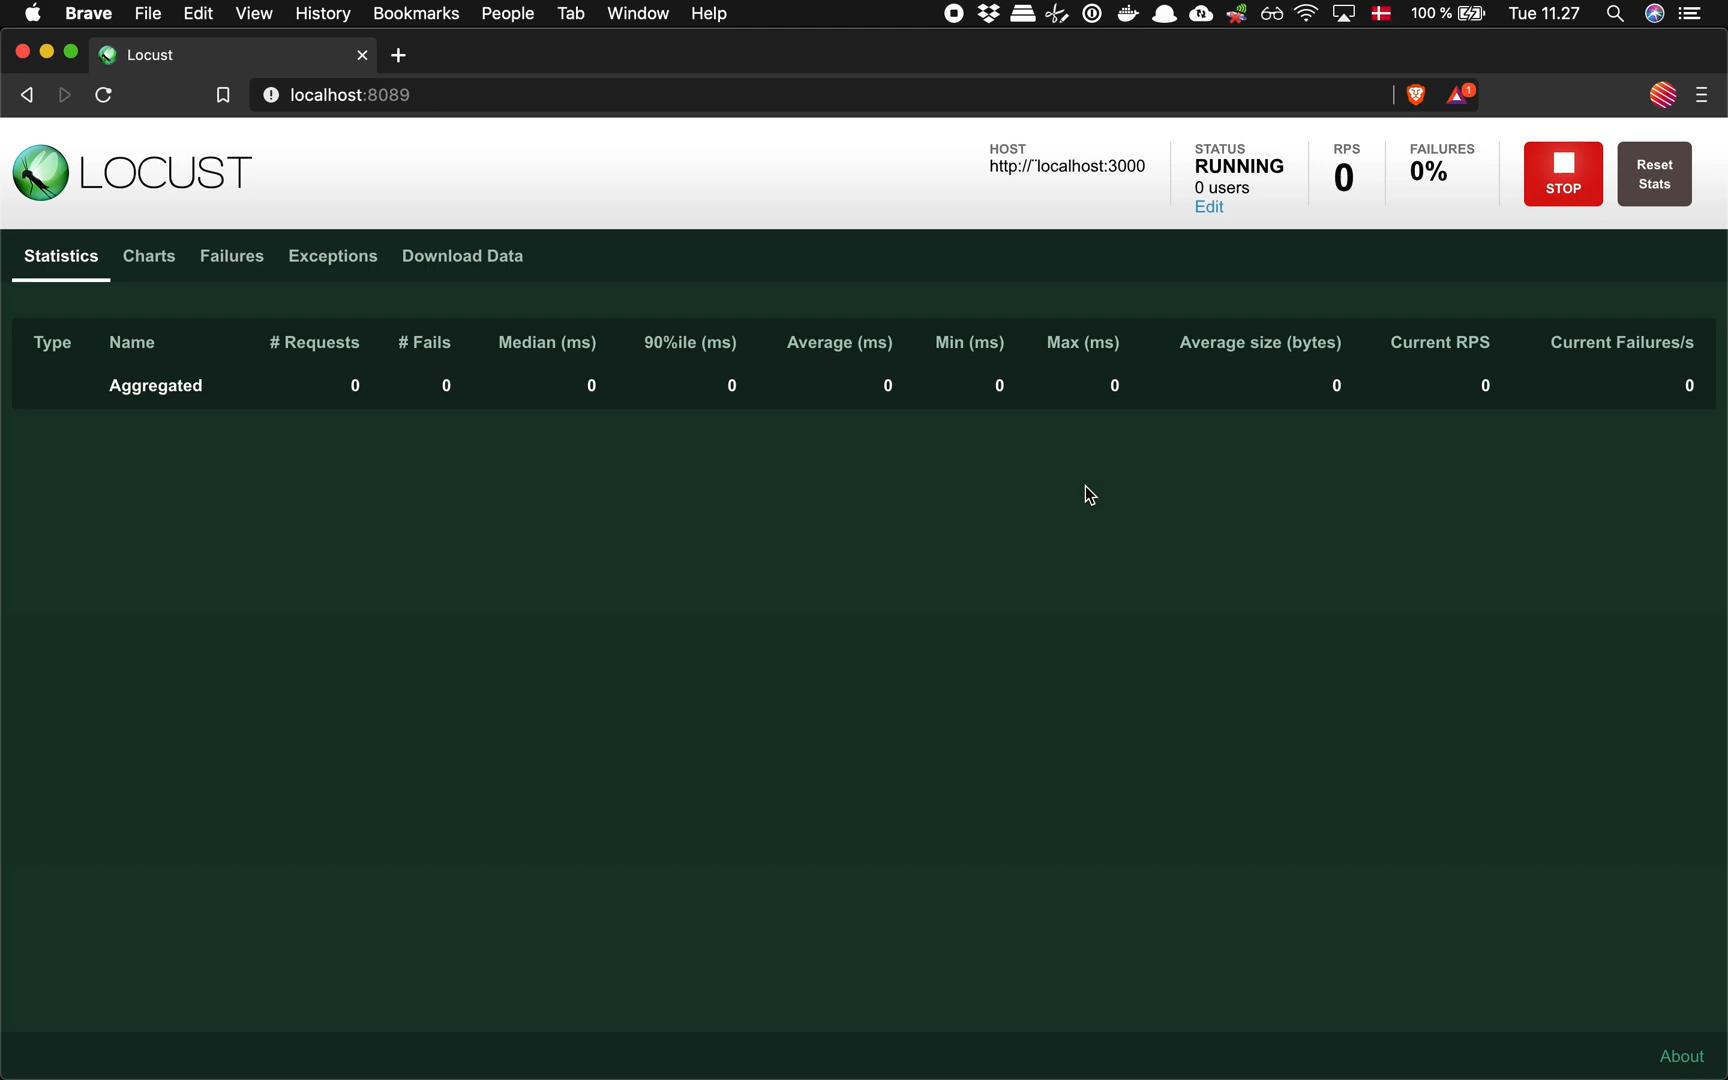 Brave File Edit View History Bookmarks People Tab Window Help 100 % Tue 11.27
Locust
localhost:8089 1
LOCUST
HOST
http://¨localhost:3000
STATUS
RUNNING
0 users
Edit
RPS
0
FAILURES
0%
STOP
Reset
Stats
Statistics Charts Failures Exceptions Download Data
Type Name # Requests # Fails Median (ms) 90%ile (ms) Average (ms) Min (ms) Max (ms) Average size (bytes) Current RPS Current Failures/s
Aggregated 0 0 0 0 0 0 0 0 0 0
About